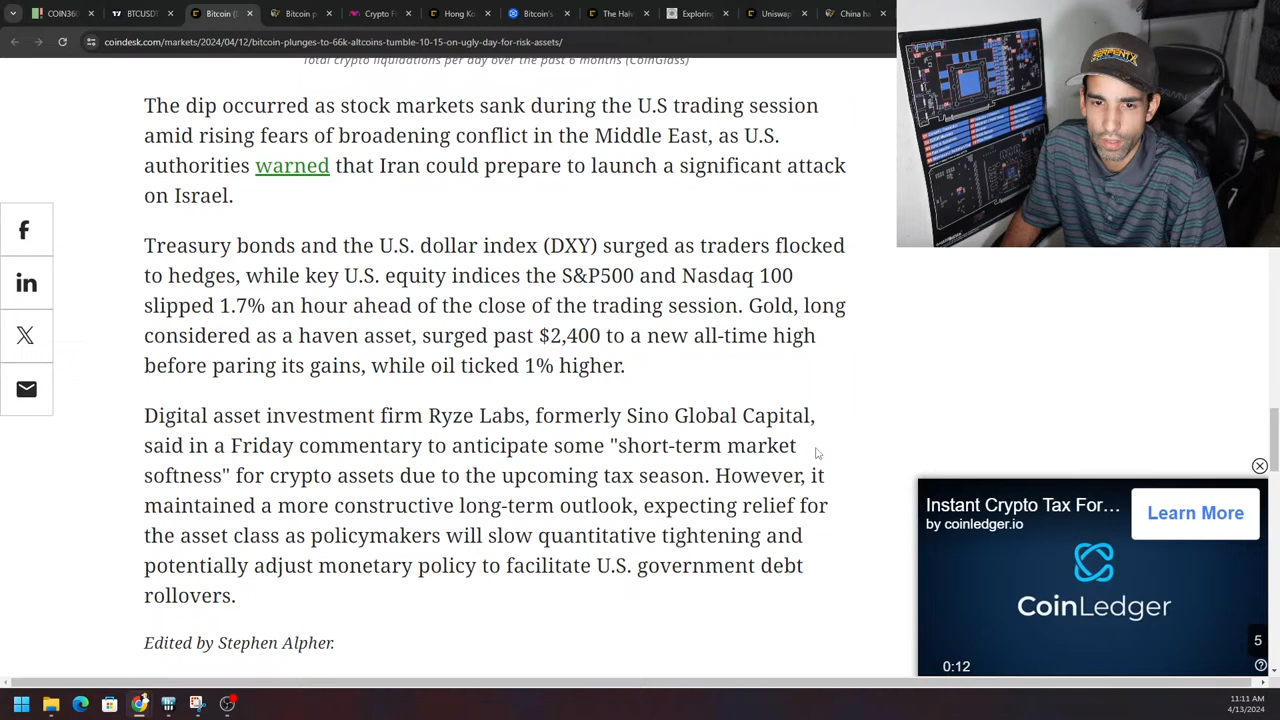 COIN360
BTCUSDT
Bitcoin (
Bitcoin p
Crypto F
Hong Ko
Bitcoin's
The Ha
Exploring
Uniswap
China ha
coindesk.com/markets/2024/04/12/bitcoin-plunges-to-66k-altcoins-tumble-10-15-on-ugly-day-for-risk-assets/
Total crypto liquidations per day over the past 6 months (CoinGlass)
The dip occurred as stock markets sank during the U.S trading session
amid rising fears of broadening conflict in the Middle East, as U.S.
authorities warned that Iran could prepare to launch a significant attack
on Israel.
Treasury bonds and the U.S. dollar index (DXY) surged as traders flocked
to hedges, while key U.S. equity indices the S&P500 and Nasdaq 100
slipped 1.7% an hour ahead of the close of the trading session. Gold, long
considered as a haven asset, surged past $2,400 to a new all-time high
before paring its gains, while oil ticked 1% higher.
Digital asset investment firm Ryze Labs, formerly Sino Global Capital,
said in a Friday commentary to anticipate some "short-term market
softness" for crypto assets due to the upcoming tax season. However, it
maintained a more constructive long-term outlook, expecting relief for
the asset class as policymakers will slow quantitative tightening and
potentially adjust monetary policy to facilitate U.S. government debt
rollovers.
Edited by Stephen Alpher.
Instant Crypto Tax For...
by coinledger.io
Learn More
CoinLedger
0:12
5
11:11 AM
4/13/2024